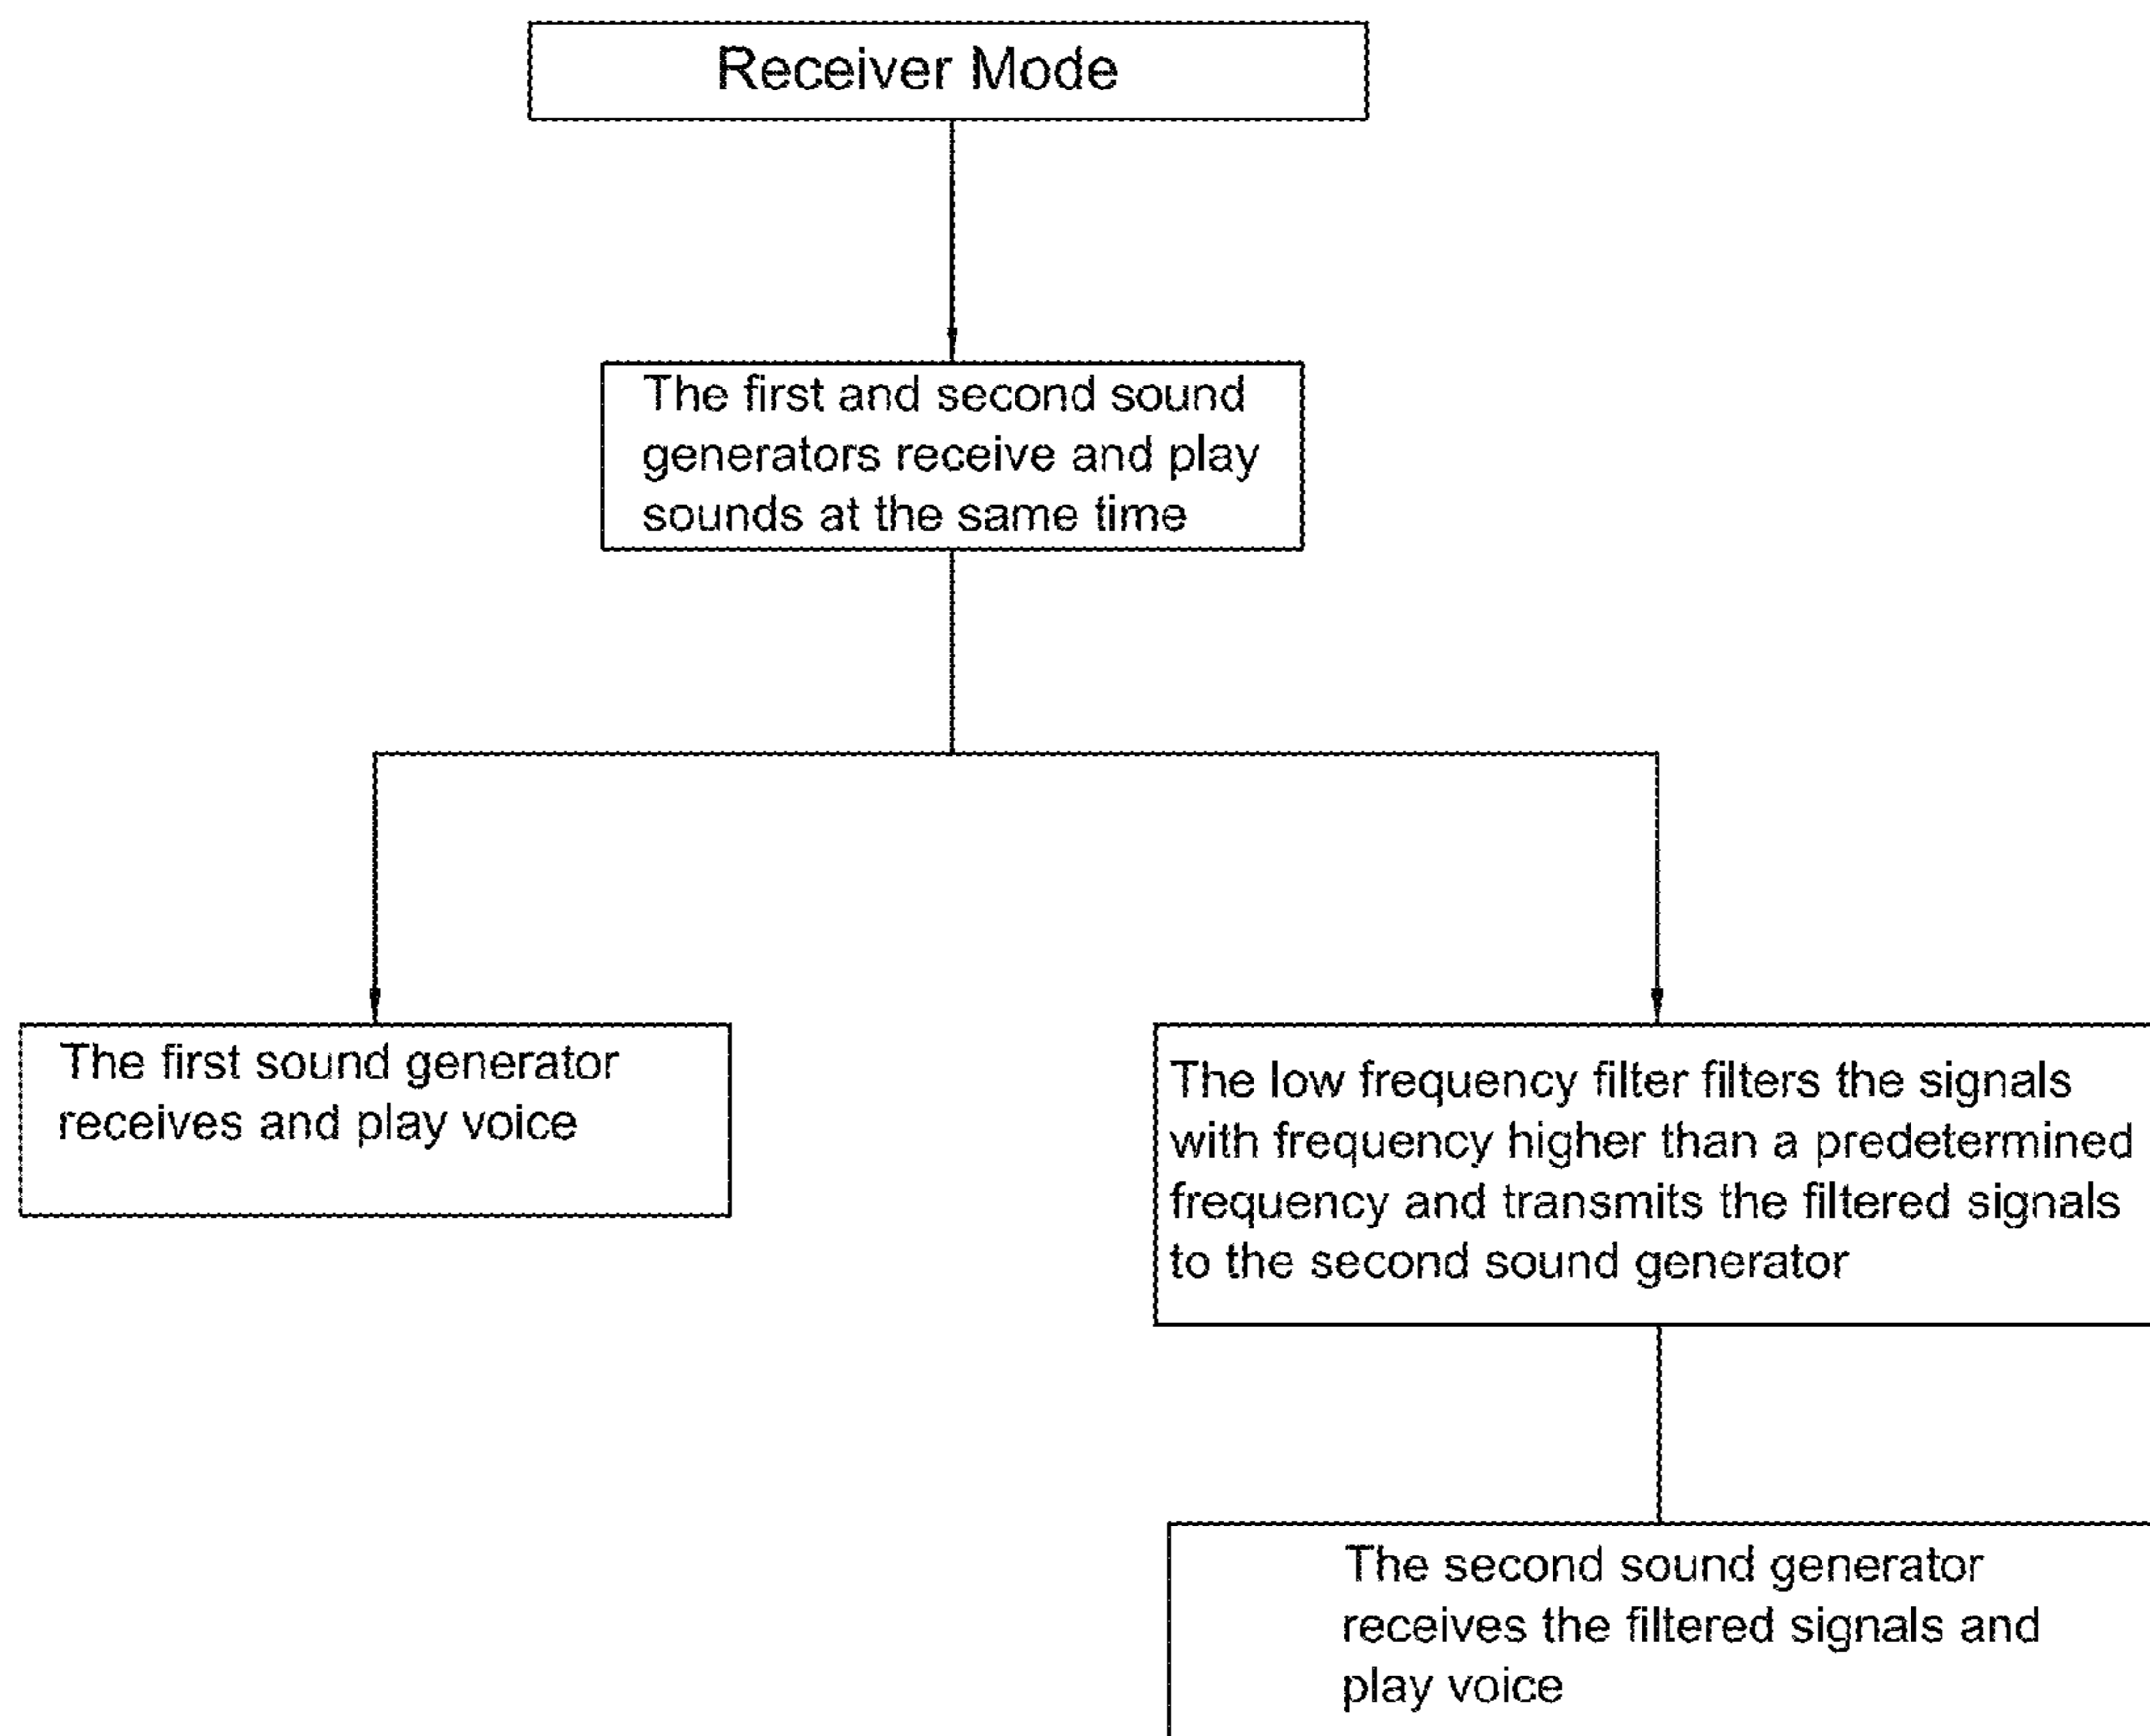 Receiver Mode
The first and second sound
generators receive and play
sounds at the same time
The first sound generator
receives and play voice
The low frequency filter filters the signals
with frequency higher than a predetermined
frequency and transmits the filtered signals
to the second sound generator
The second sound generator
receives the filtered signals and
play voice